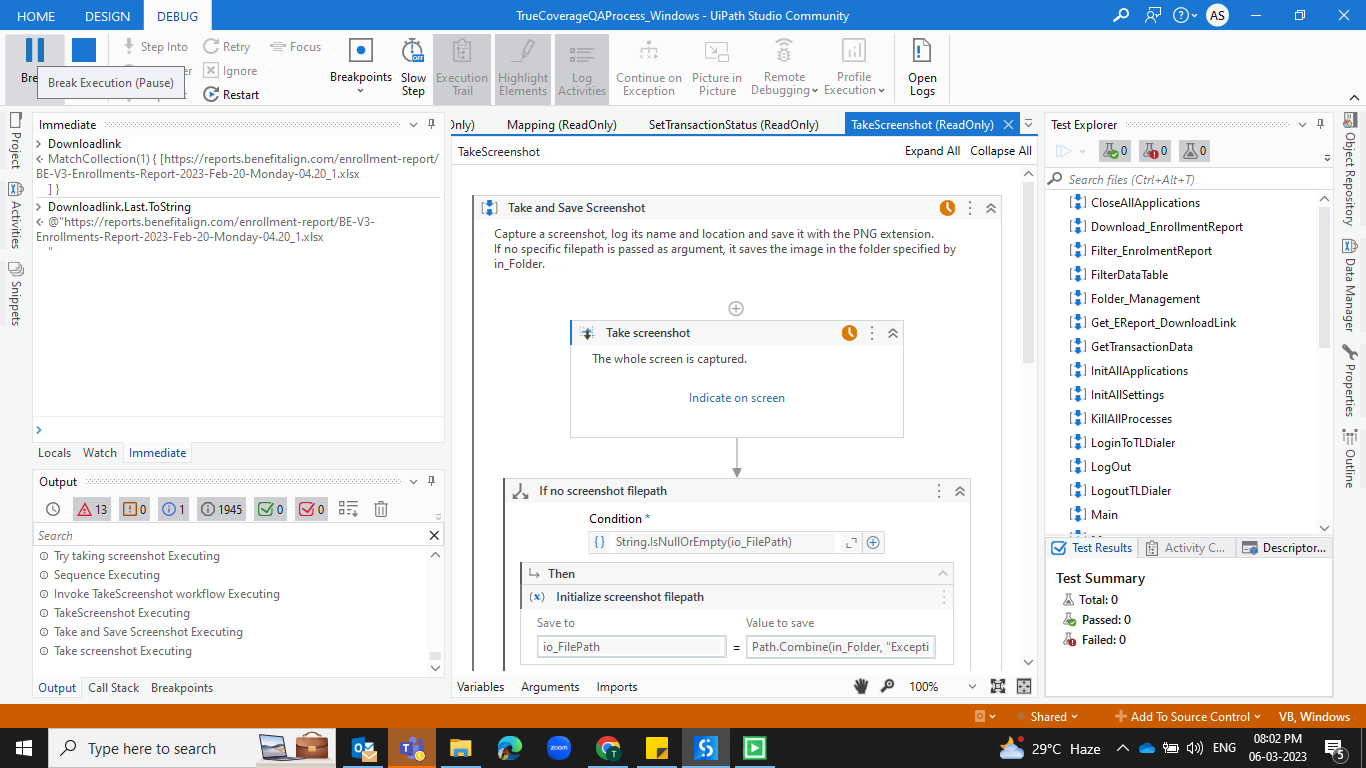 HOME
DESIGN
DEBUG
TrueCoverageQAProcess_Windows - UiPath Studio Community
AS
Step Into
Retry
Focus
Ignore
Restart
Break Execution (Pause)
Breakpoints
Slow Step
Execution Trail
Highlight Elements
Log Activities
Continue on Exception
Picture in Picture
Remote Debugging
Profile Execution
Open Logs
Project
Activities
Snippets
Immediate
Downloadlink
MatchCollection(1) { [https://reports.benefitalign.com/enrollment-report/
BE-V3-Enrollments-Report-2023-Feb-20-Monday-04.20_1.xlsx
] }
Downloadlink.Last.ToString
@"https://reports.benefitalign.com/enrollment-report/BE-V3-
Enrollments-Report-2023-Feb-20-Monday-04.20_1.xlsx
"
Locals Watch Immediate
Output
13 0 1 1945 0 0
Search
Try taking screenshot Executing
Sequence Executing
Invoke TakeScreenshot workflow Executing
TakeScreenshot Executing
Take and Save Screenshot Executing
Take screenshot Executing
Output Call Stack Breakpoints
Only) Mapping (ReadOnly) SetTransactionStatus (ReadOnly) TakeScreenshot (ReadOnly)
TakeScreenshot Expand All Collapse All
Take and Save Screenshot
Capture a screenshot, log its name and location and save it with the PNG extension.
If no specific filepath is passed as argument, it saves the image in the folder specified by
in_Folder.
Take screenshot
The whole screen is captured.
Indicate on screen
If no screenshot filepath
Condition *
String.IsNullOrEmpty(io_FilePath)
Then
Initialize screenshot filepath
Save to Value to save
io_FilePath = Path.Combine(in_Folder, "Excepti
Variables Arguments Imports 100%
Test Explorer
0 0 0
Search files (Ctrl+Alt+T)
CloseAllApplications
Download_EnrollmentReport
Filter_EnrolmentReport
FilterDataTable
Folder_Management
Get_EReport_DownloadLink
GetTransactionData
InitAllApplications
InitAllSettings
KillAllProcesses
LoginToTLDialer
LogOut
LogoutTLDialer
Main
Test Results Activity C... Descriptor...
Test Summary
Total: 0
Passed: 0
Failed: 0
Object Repository
Data Manager
Properties
Outline
Shared Add To Source Control VB, Windows
Type here to search
zoom
29°C Haze
ENG
08:02 PM
06-03-2023
5